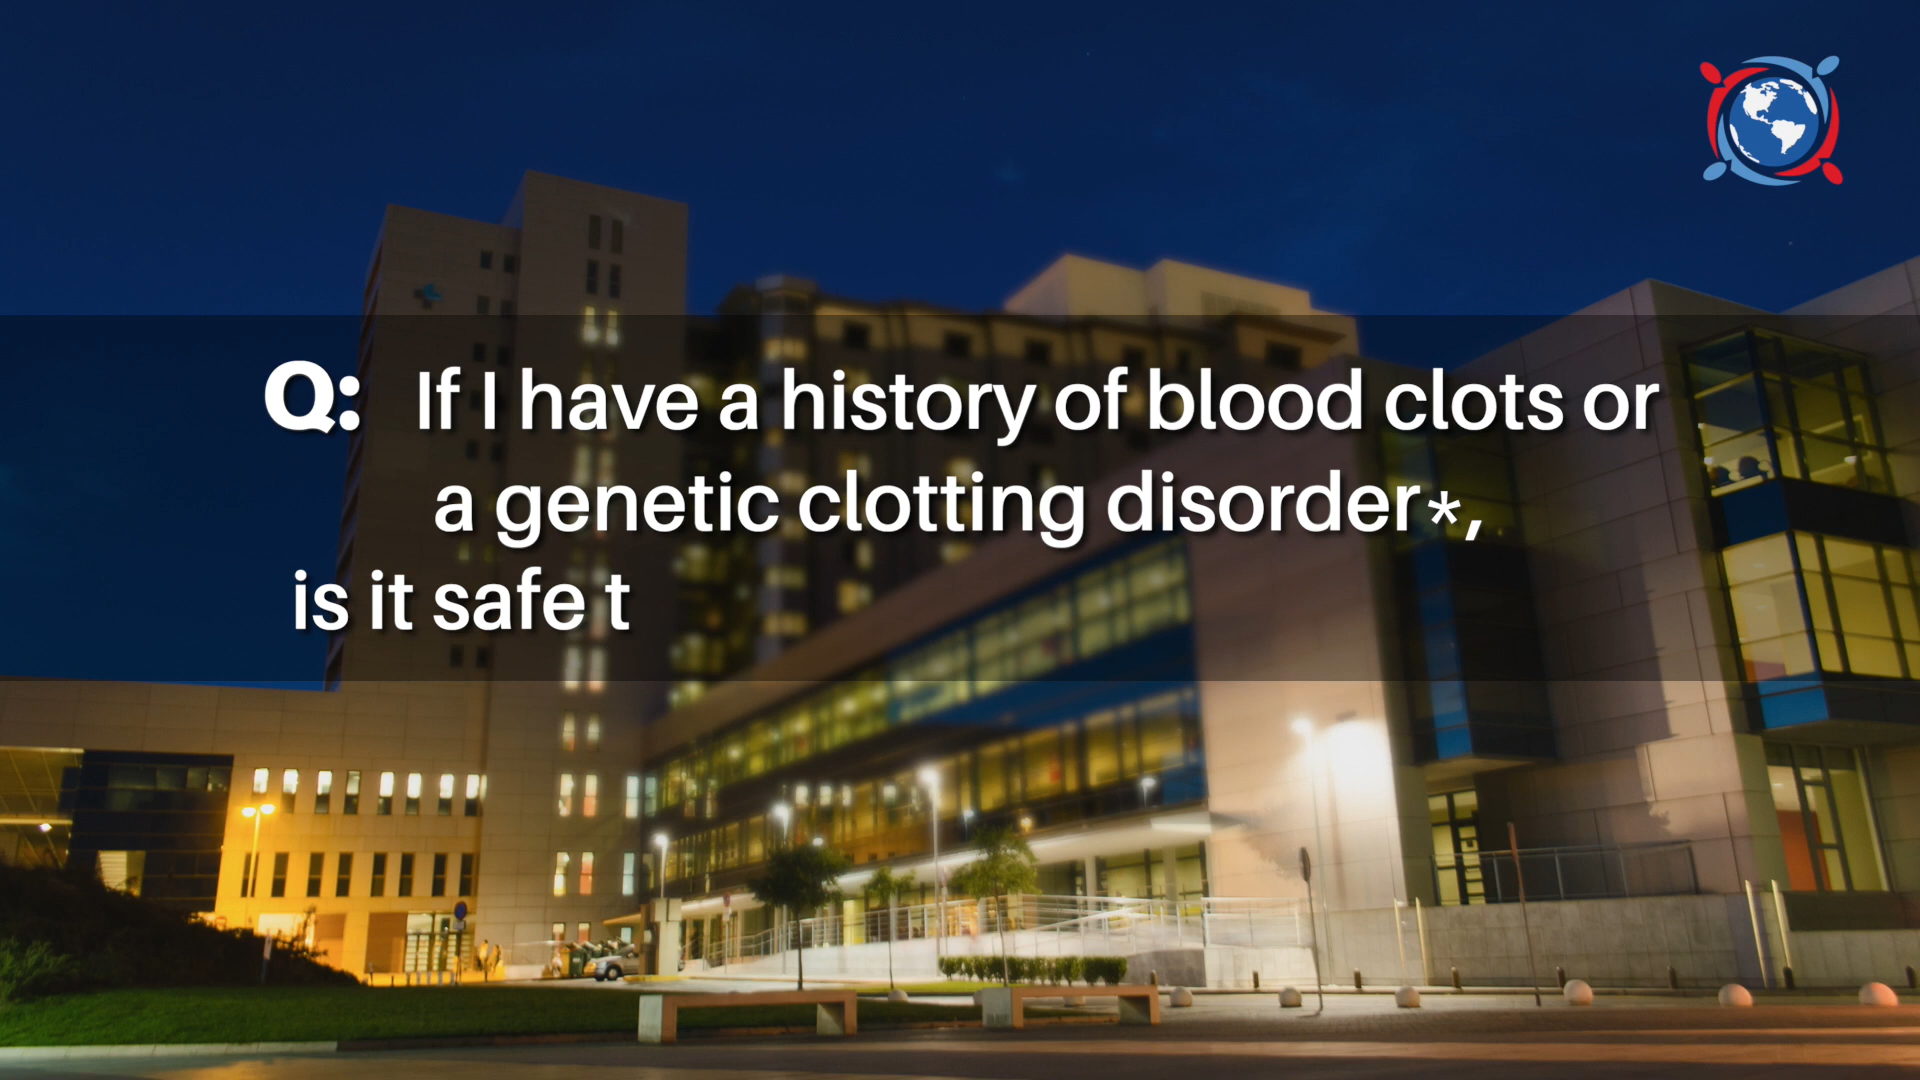 Q: If I have a history of blood clots or
a genetic clotting disorder*,
is it safe t